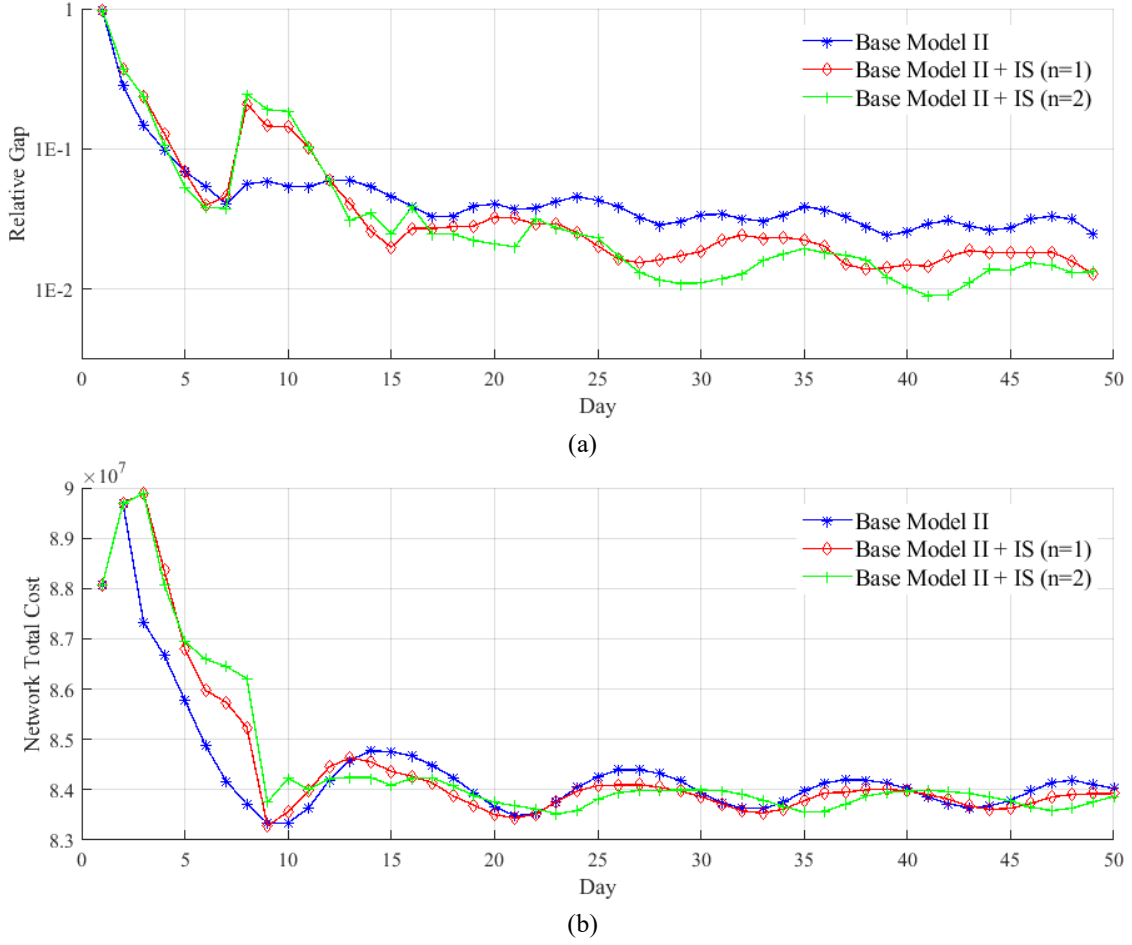 1
1E-1
1E-2
Relative Gap
Base Model II
Base Model II + IS (n=1)
Base Model II + IS (n=2)
0 5 10 15 20 25 30 35 40 45 50
Day
(a)
×10^7
9
8.9
8.8
8.7
8.6
8.5
8.4
8.3
Network Total Cost
Base Model II
Base Model II + IS (n=1)
Base Model II + IS (n=2)
0 5 10 15 20 25 30 35 40 45 50
Day
(b)